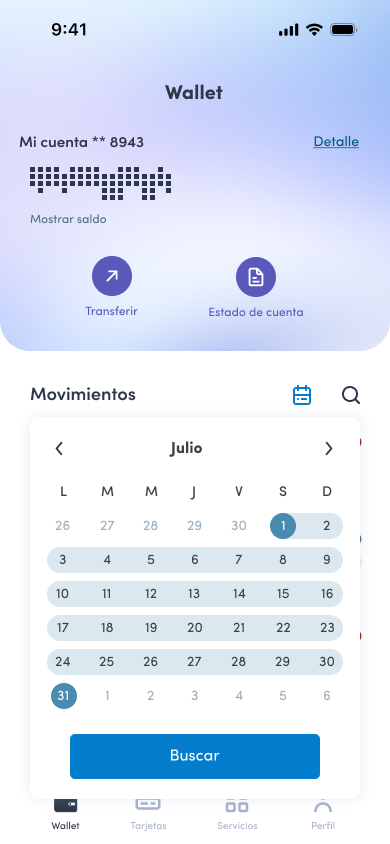 9:41
Wallet
Mi cuenta ** 8943
Detalle
Mostrar saldo
Transferir
Estado de cuenta
Movimientos
Julio
L M M J V S D
26 27 28 29 30 1 2
3 4 5 6 7 8 9
10 11 12 13 14 15 16
17 18 19 20 21 22 23
24 25 26 27 28 29 30
31 1 2 3 4 5 6
Buscar
Wallet Tarjetas Servicios Perfil